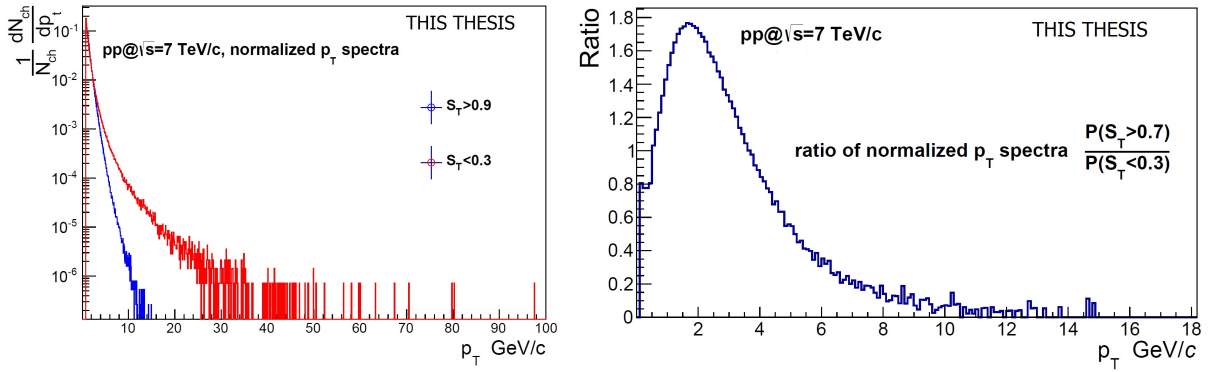 THIS THESIS
1/N_ch dN_ch/dp_t
pp@√s=7 TeV/c, normalized p_T spectra
S_T>0.9
S_T<0.3
10⁻¹
10⁻²
10⁻³
10⁻⁴
10⁻⁵
10⁻⁶
10 20 30 40 50 60 70 80 90 100
p_T GeV/c
Ratio
pp@√s=7 TeV/c
THIS THESIS
ratio of normalized p_T spectra P(S_T>0.7)/P(S_T<0.3)
1.8
1.6
1.4
1.2
1
0.8
0.6
0.4
0.2
0
2 4 6 8 10 12 14 16 18
p_T GeV/c